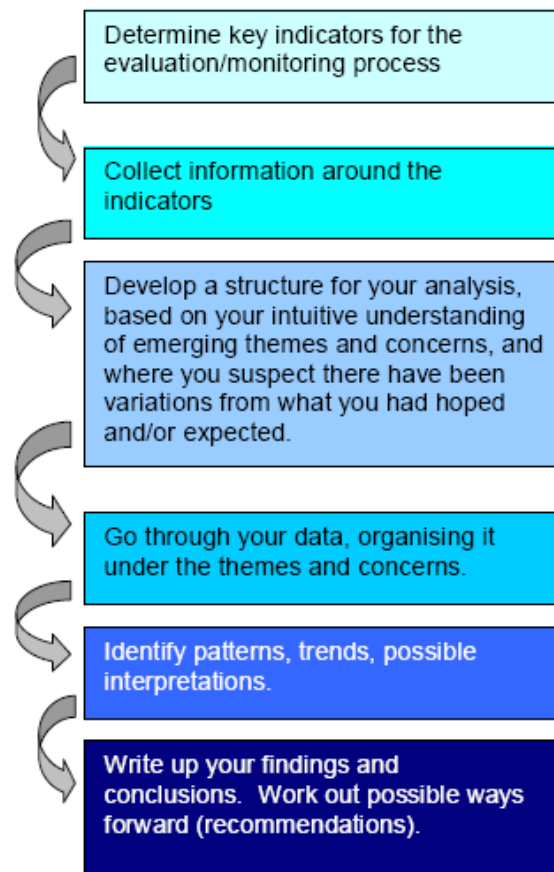 Determine key indicators for the
evaluation/monitoring process
Collect information around the
indicators
Develop a structure for your analysis,
based on your intuitive understanding
of emerging themes and concerns, and
where you suspect there have been
variations from what you had hoped
and/or expected.
Go through your data, organising it
under the themes and concerns.
Identify patterns, trends, possible
interpretations.
Write up your findings and
conclusions.  Work out possible ways
forward (recommendations).